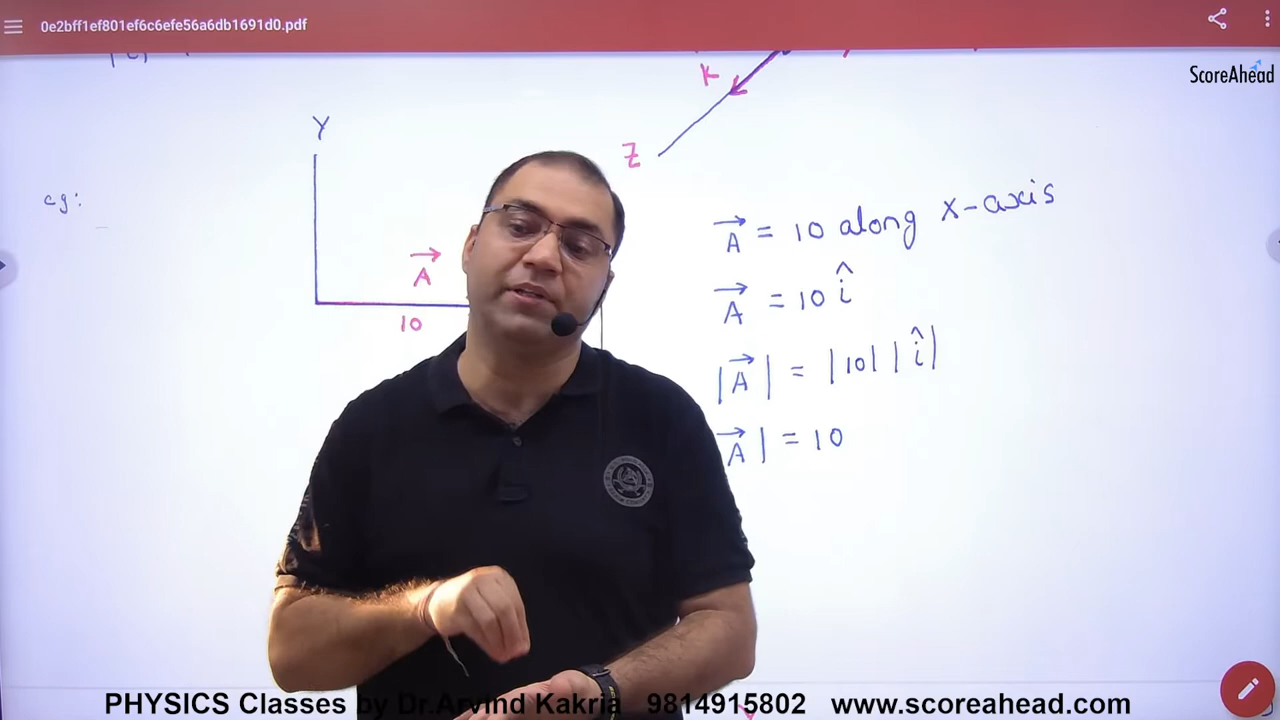 0e2bff1ef801ef6c6efe56a6db1691d0.pdf
ScoreAhead
K
Z
Y
eg:
A⃗
10
A⃗ = 10 along X-axis
A⃗ = 10 î
|A⃗| = |10| |î|
A⃗| = 10
PHYSICS Classes by Dr.Arvind Kakria 9814915802 www.scoreahead.com